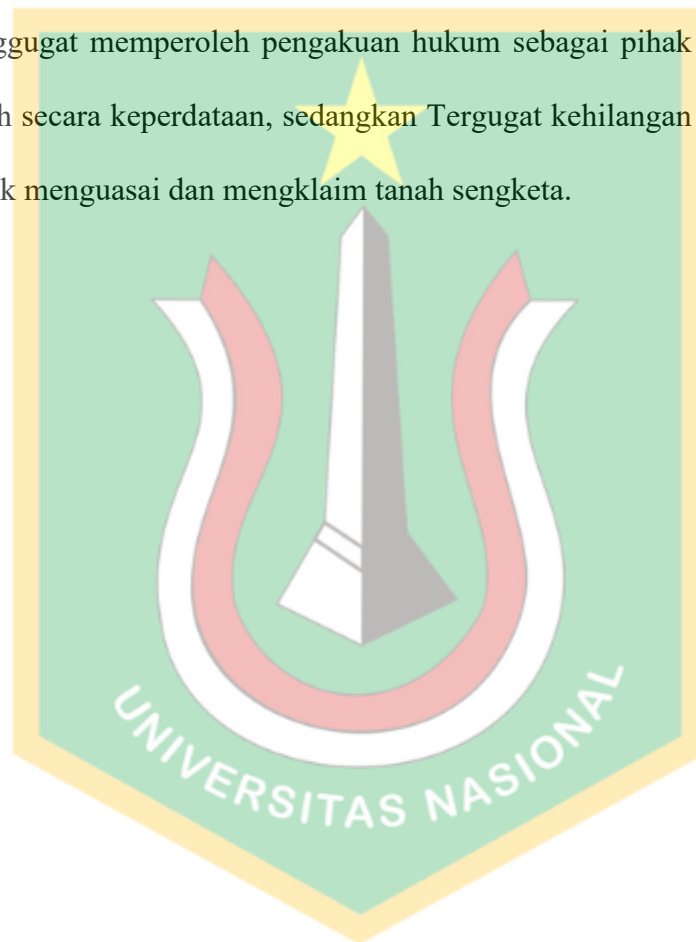 ggugat memperoleh pengakuan hukum sebagai pihak
h secara keperdataan, sedangkan Tergugat kehilangan
k menguasai dan mengklaim tanah sengketa.
UNIVERSITAS NASIONAL